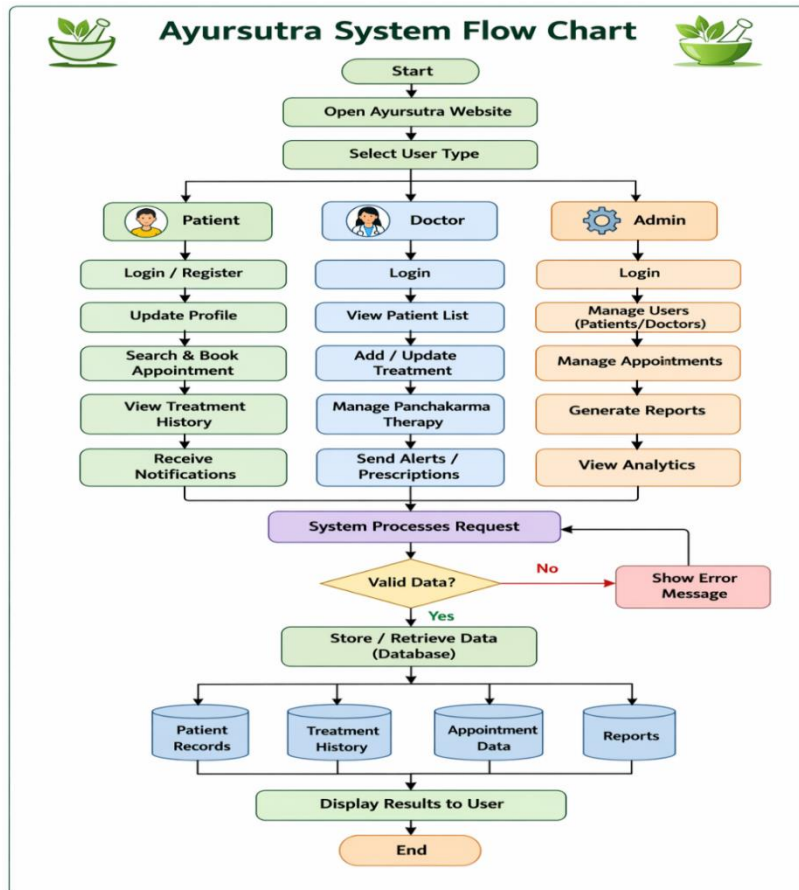 Ayursutra System Flow Chart
Start
Open Ayursutra Website
Select User Type
Patient
Doctor
Admin
Login / Register
Login
Login
Update Profile
View Patient List
Manage Users
(Patients/Doctors)
Search & Book
Appointment
Add / Update
Treatment
Manage Appointments
View Treatment
History
Manage Panchakarma
Therapy
Generate Reports
Receive
Notifications
Send Alerts /
Prescriptions
View Analytics
System Processes Request
Valid Data?
No
Show Error
Message
Yes
Store / Retrieve Data
(Database)
Patient
Records
Treatment
History
Appointment
Data
Reports
Display Results to User
End